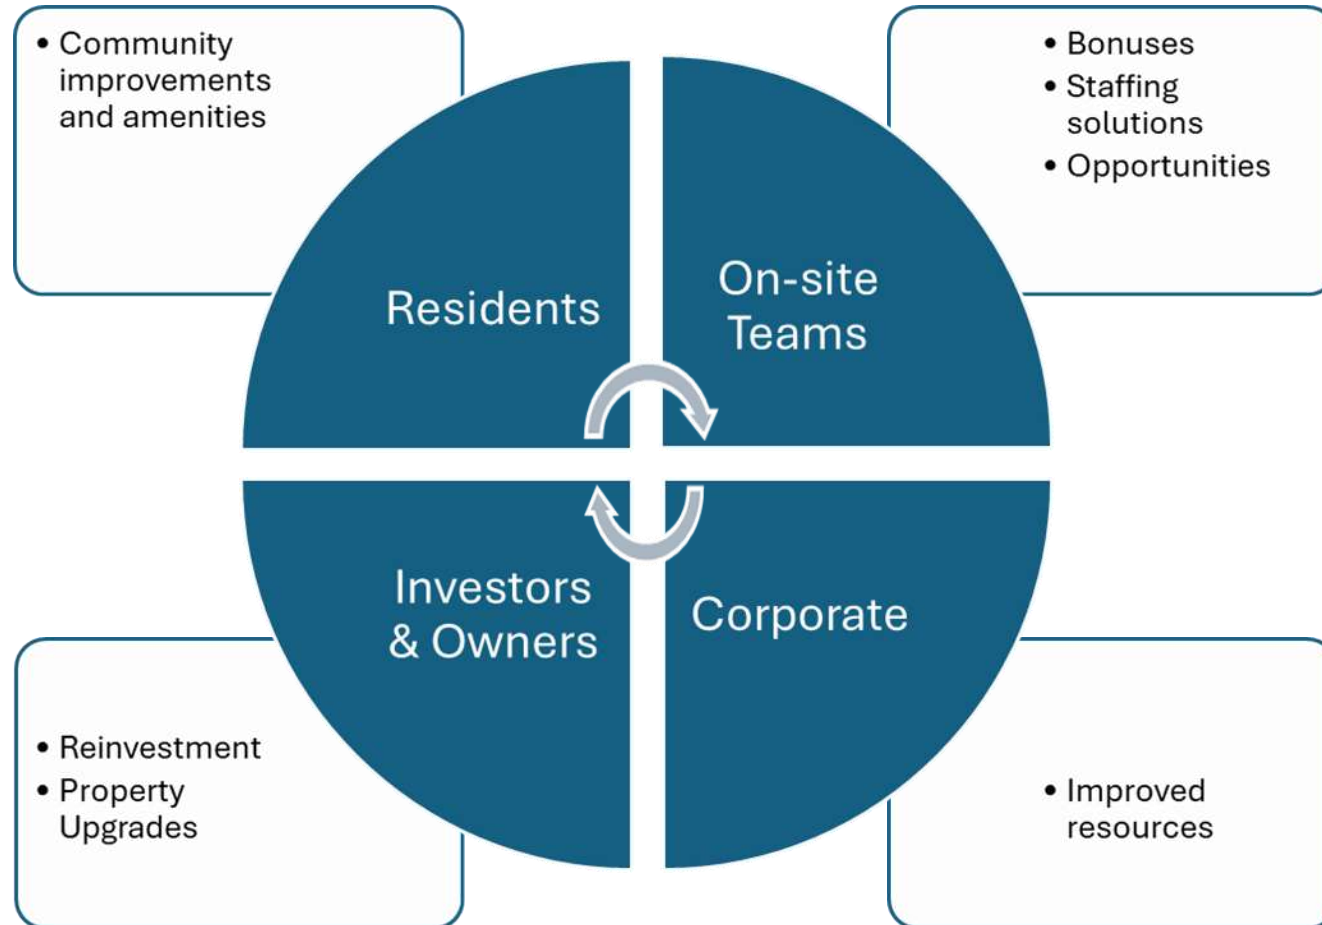 • Community
improvements
and amenities
• Bonuses
• Staffing
solutions
• Opportunities
Residents
On-site
Teams
Investors
& Owners
Corporate
• Reinvestment
• Property
Upgrades
• Improved
resources